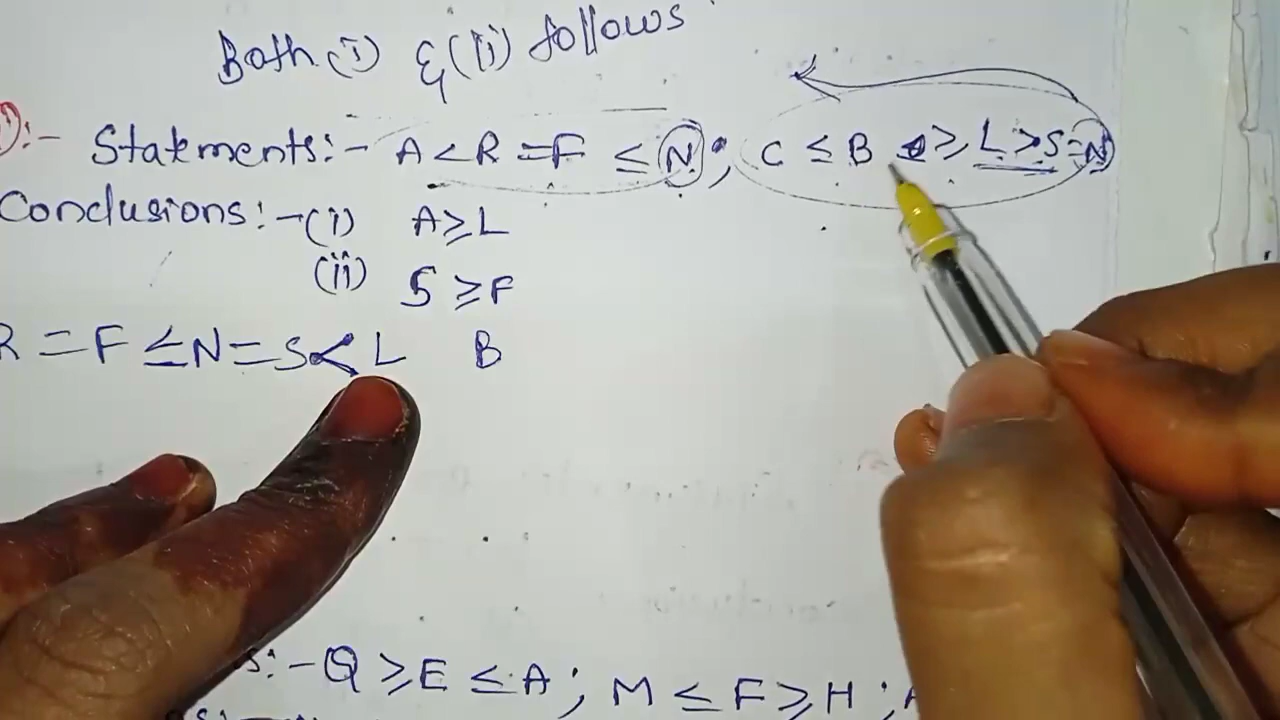 Both (i) & (ii) follows
:- Statements:- A < R = F ≤ N ; C ≤ B ≥ L > S = N
Conclusions:- (i) A ≥ L
(ii) S ≥ F
R = F ≤ N = S < L B
s:- Q ≥ E ≤ A ; M ≤ F ≥ H ;